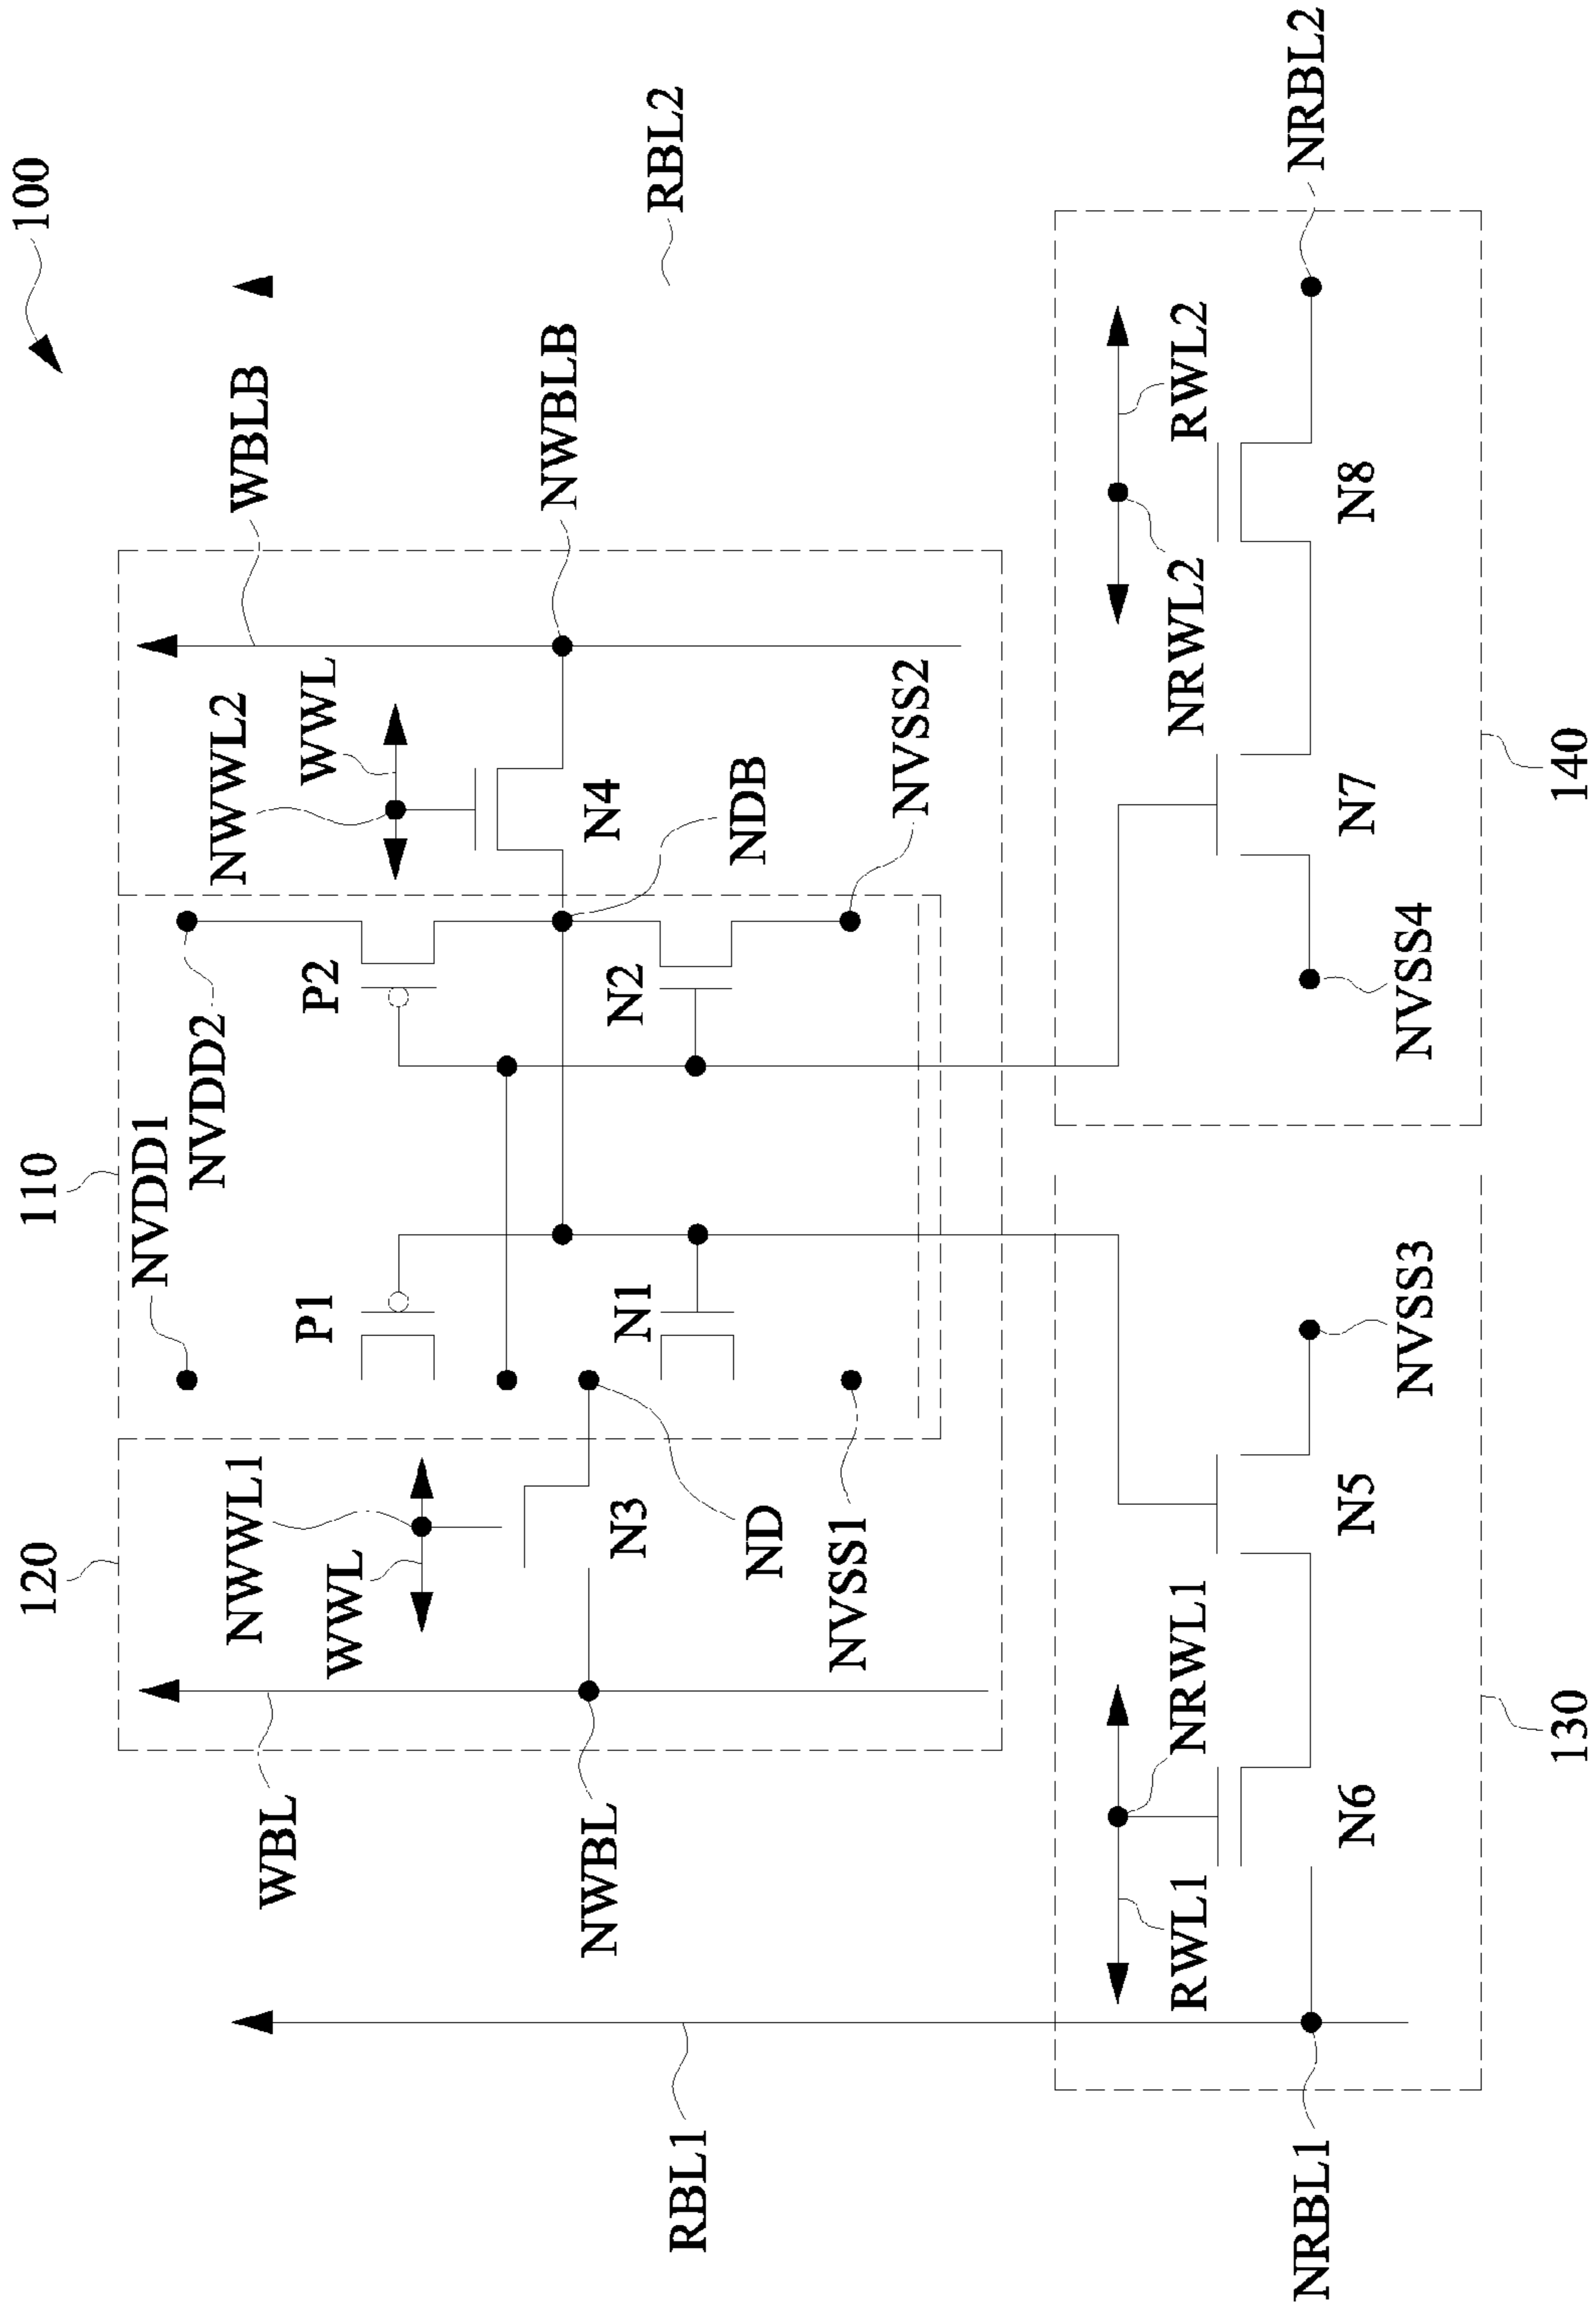 100
110
120
NVDD1
NVDD2
WBL
NWWL1
WWL
P1
P2
NWWL2
WWL
WBLB
RBL1
NWBL
N3
N1
N2
N4
NWBLB
RBL2
ND
NDB
NVSS1
NVSS2
RWL1
NRWL1
NRWL2
RWL2
NRBL1
N6
N5
NVSS3
NVSS4
N7
N8
NRBL2
130
140